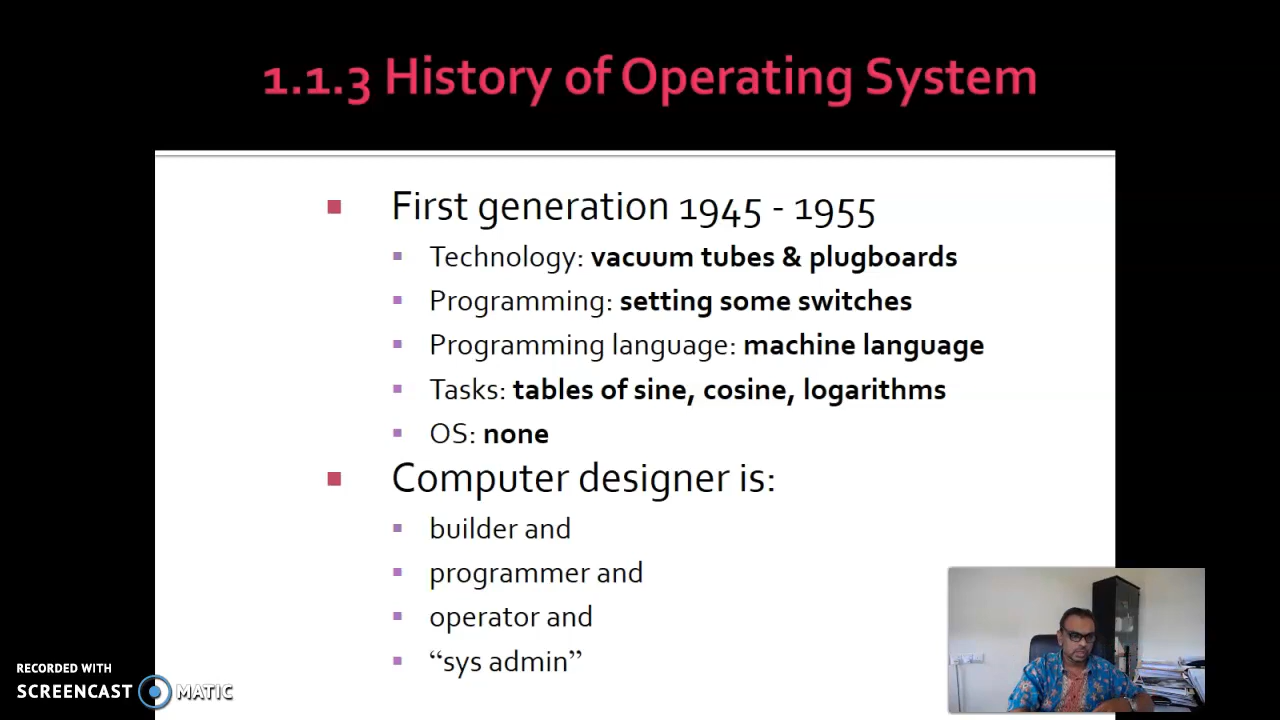 1.1.3 History of Operating System
First generation 1945 - 1955
Technology: vacuum tubes & plugboards
Programming: setting some switches
Programming language: machine language
Tasks: tables of sine, cosine, logarithms
OS: none
Computer designer is:
builder and
programmer and
operator and
“sys admin”
RECORDED WITH
SCREENCAST MATIC